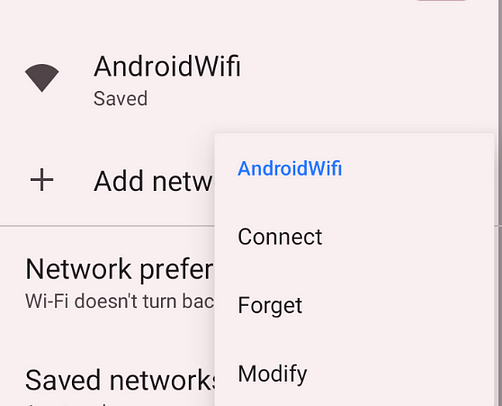 AndroidWifi
Saved
Add netw
AndroidWifi
Connect
Network prefer
Wi-Fi doesn't turn bac
Forget
Modify
Saved networks